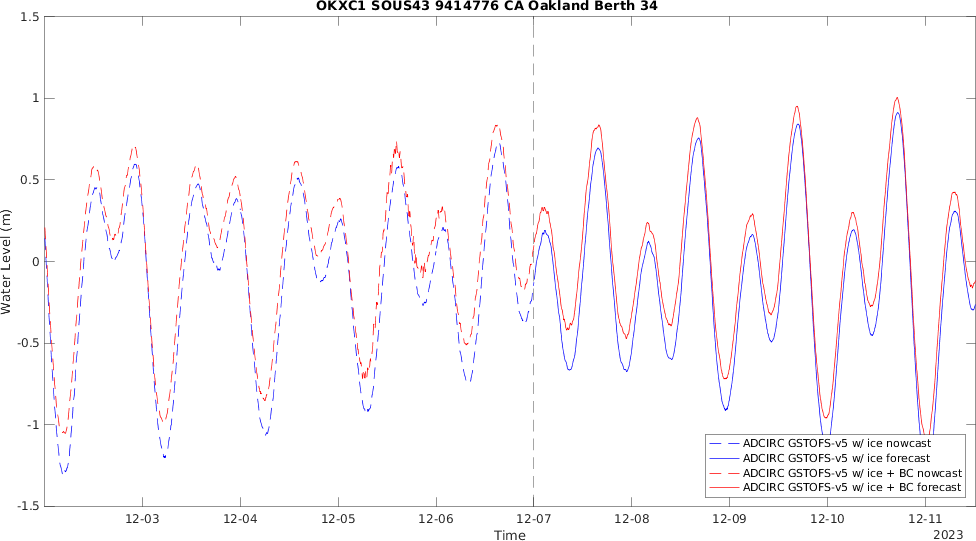 OKXC1 SOUS43 9414776 CA Oakland Berth 34
Water Level (m)
1.5
1
0.5
0
-0.5
-1
-1.5
12-03
12-04
12-05
12-06
12-07
12-08
12-09
12-10
12-11
Time
2023
ADCIRC GSTOFS-v5 w/ ice nowcast
ADCIRC GSTOFS-v5 w/ ice forecast
ADCIRC GSTOFS-v5 w/ ice + BC nowcast
ADCIRC GSTOFS-v5 w/ ice + BC forecast